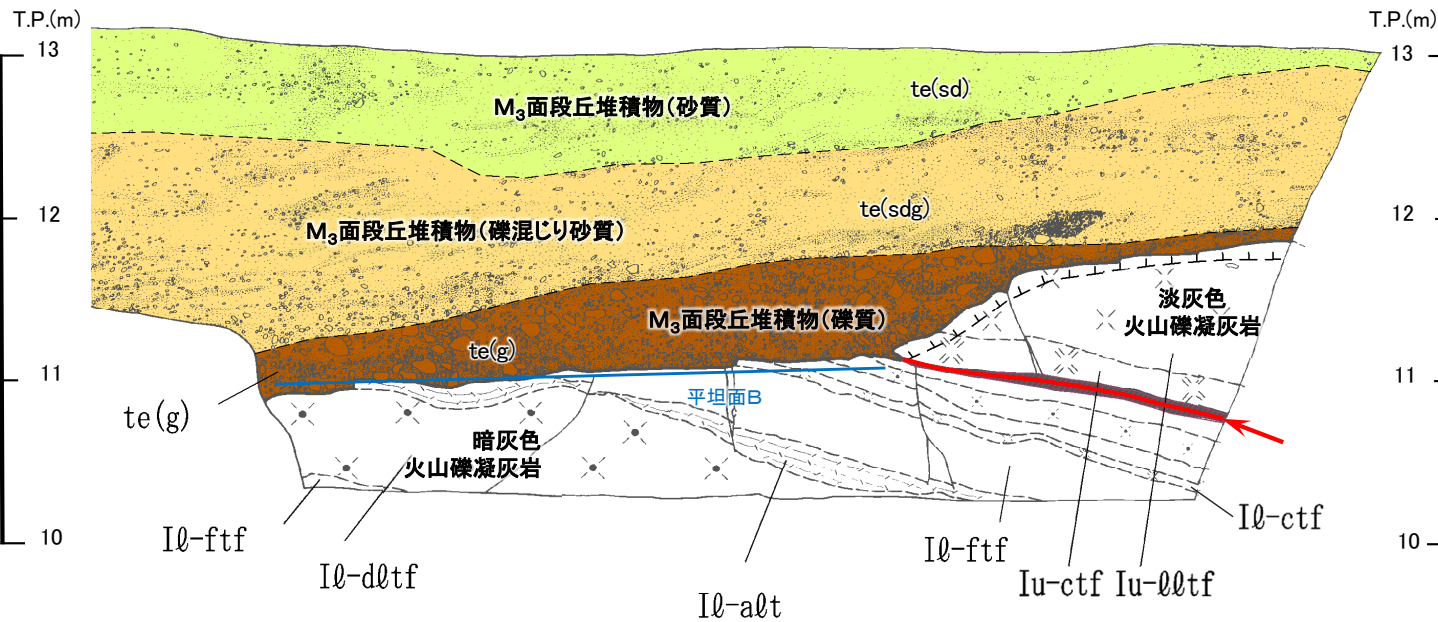 T.P.(m)
T.P.(m)
13
13
te(sd)
M₃面段丘堆積物(砂質)
12
12
te(sdg)
M₃面段丘堆積物(礫混じり砂質)
淡灰色
火山礫凝灰岩
M₃面段丘堆積物(礫質)
te(g)
11
11
平坦面B
te(g)
暗灰色
火山礫凝灰岩
10
10
Iℓ-ftf
Iℓ-dℓtf
Iℓ-aℓt
Iℓ-ftf
Iu-ctf
Iu-ℓℓtf
Iℓ-ctf